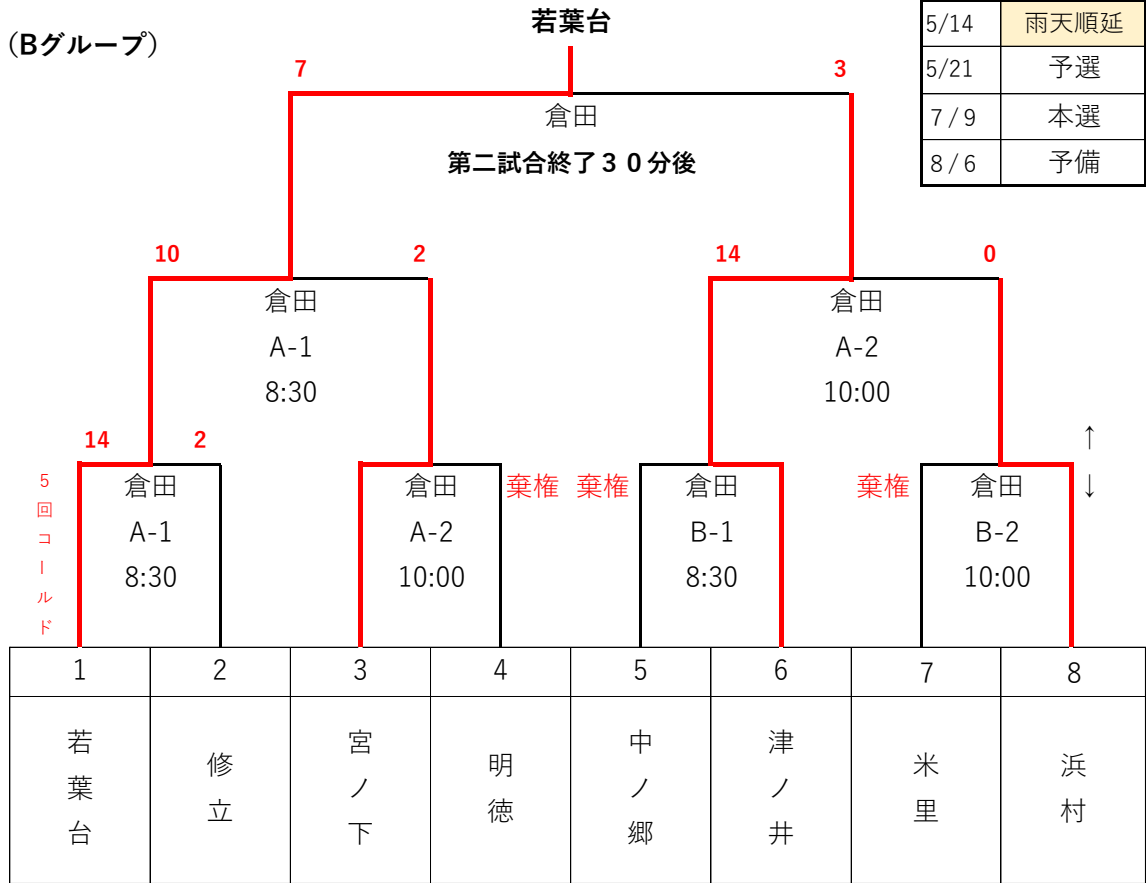 若葉台
(Bグループ)
5/14 雨天順延
5/21 予選
7/9 本選
8/6 予備
7 3
倉田
第二試合終了３０分後
10 2 14 0
倉田 倉田
A-1 A-2
8:30 10:00
14 2
5回コールド
倉田 倉田 棄権 棄権 倉田 棄権 倉田
A-1 A-2 B-1 B-2
8:30 10:00 8:30 10:00
↑
↓
1 2 3 4 5 6 7 8
若葉台
修立
宮ノ下
明徳
中ノ郷
津ノ井
米里
浜村